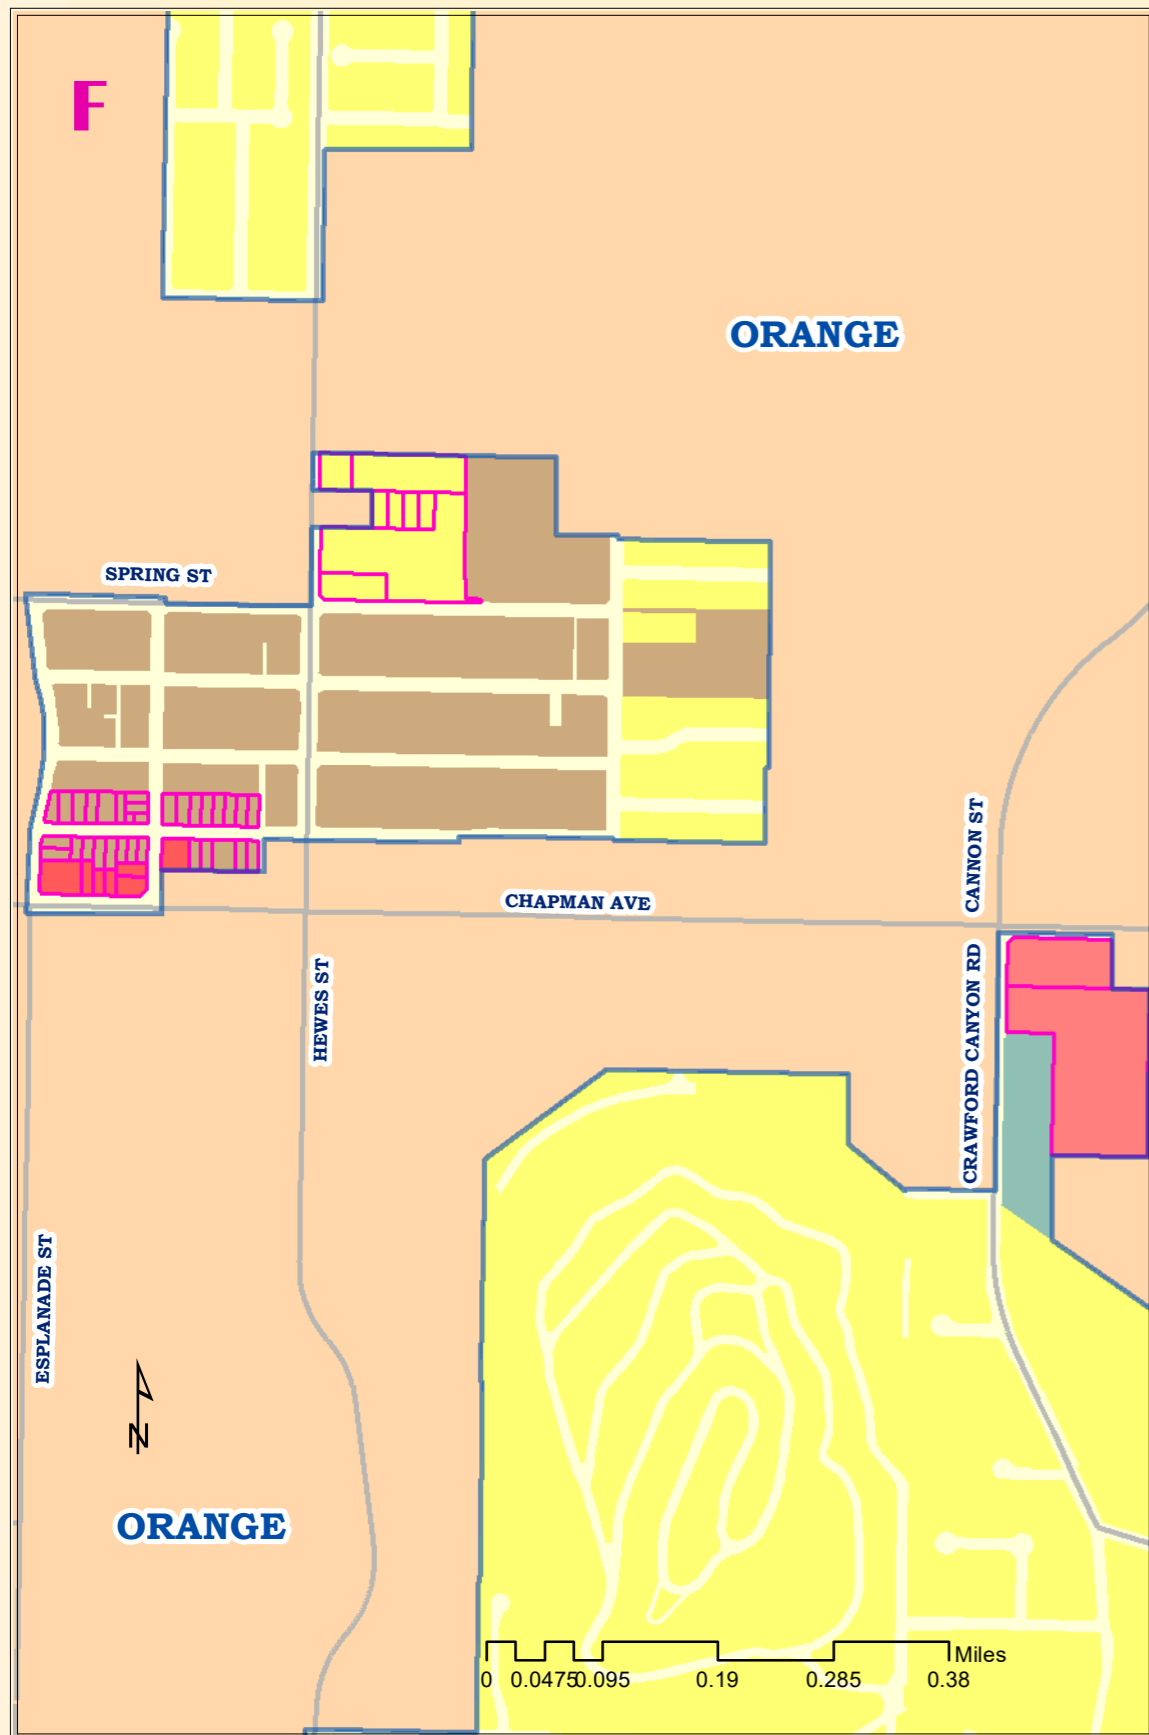 F
ORANGE
SPRING ST
CANNON ST
CHAPMAN AVE
HEWES ST
CRAWFORD CANYON RD
ESPLANADE ST
N
ORANGE
Miles
0 0.0475 0.095 0.19 0.285 0.38